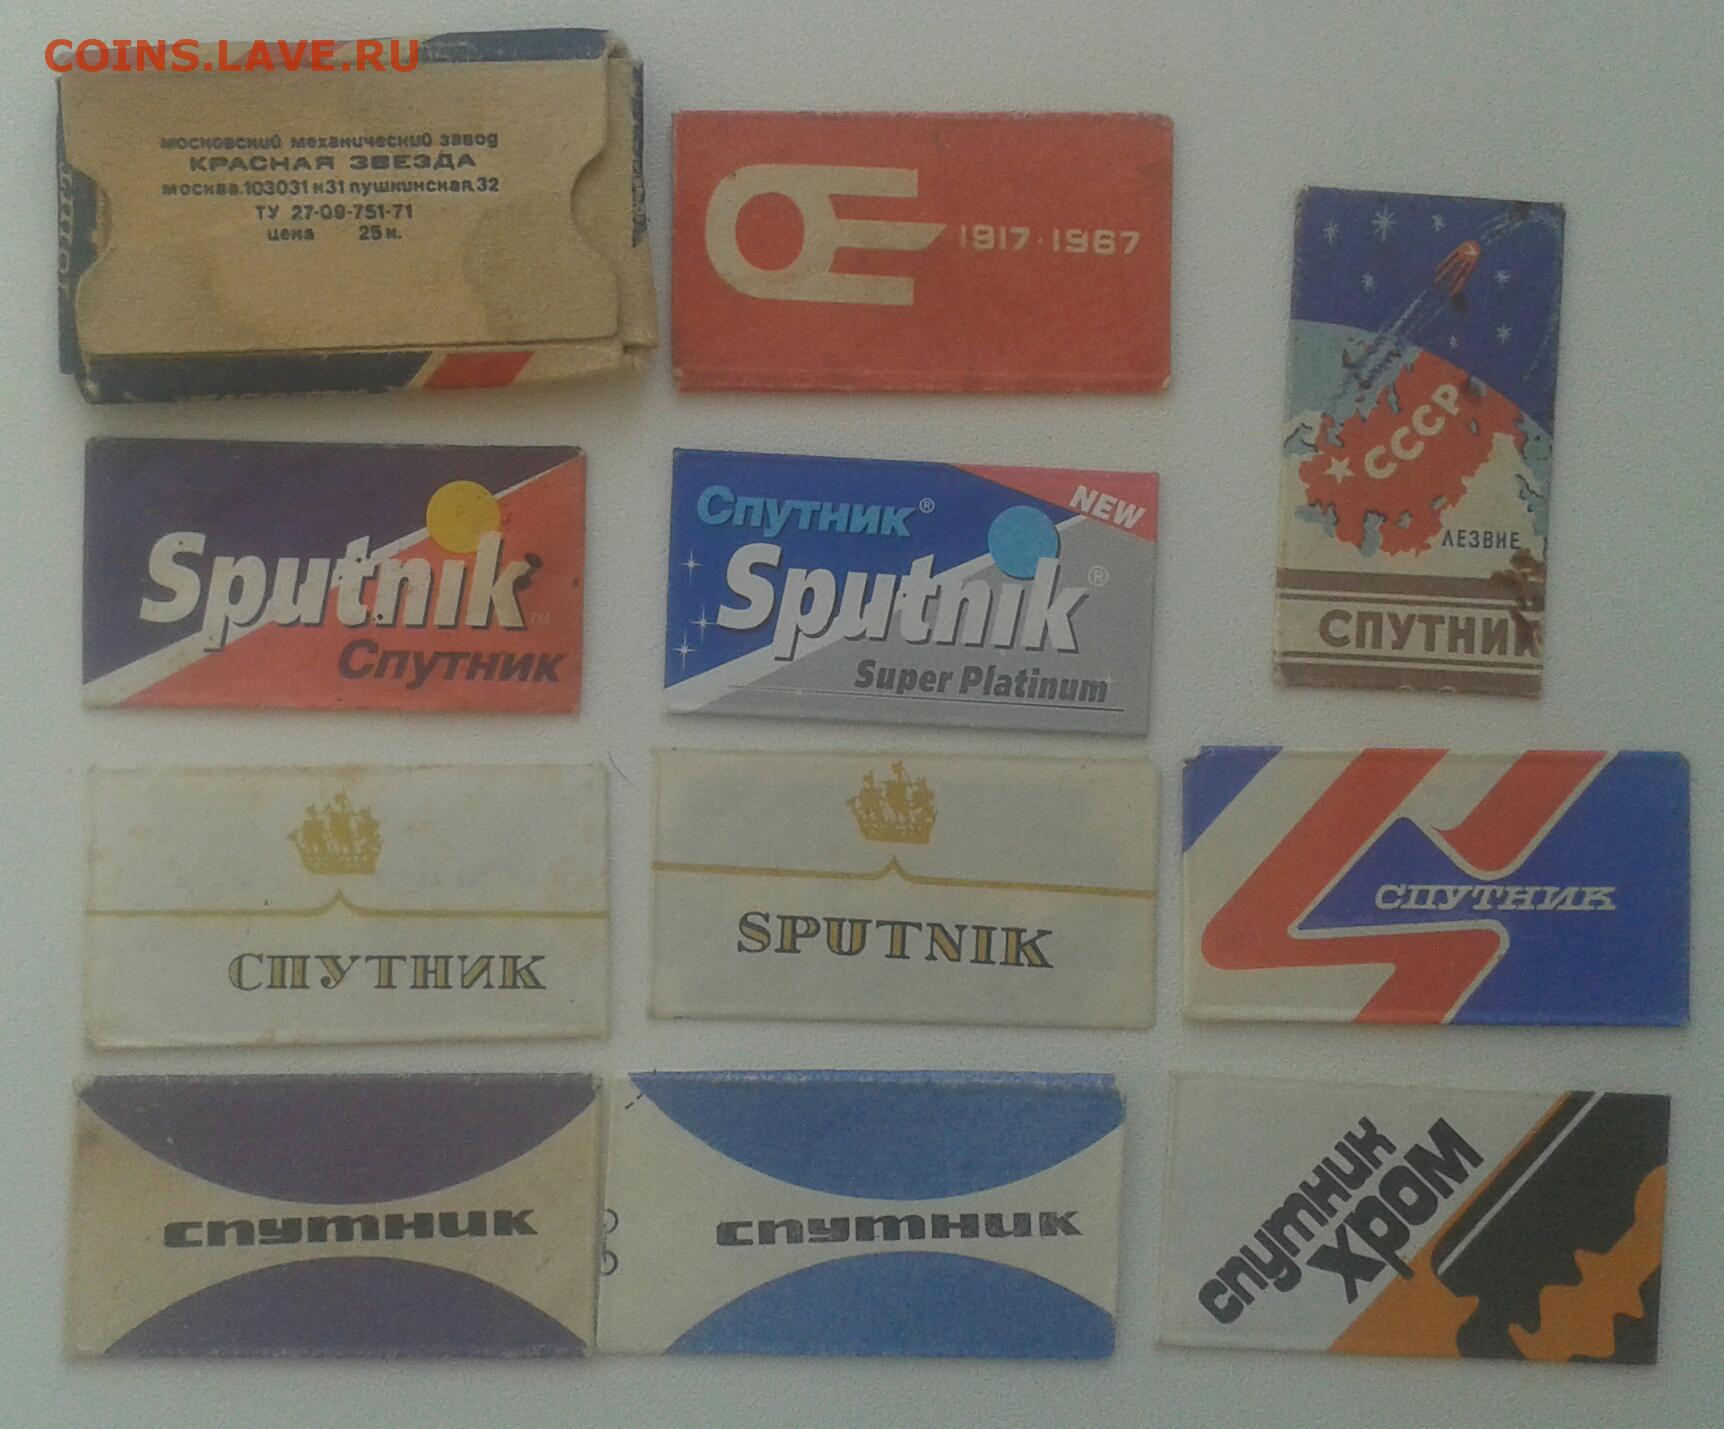 COINS.LAVE.RU
московский механический завод
КРАСНАЯ ЗВЕЗДА
москва.103031 к31 пушкинская,32
ТУ 27-09-751-71
цена 25к.
1917·1967
СССР
ЛЕЗВИЕ
СПУТНИК
Sputnik™
Спутник
Спутник®
NEW
Sputnik®
Super Platinum
СПУТНИК
SPUTNIK
СПУТНИК
спутник
спутник
спутник
хром